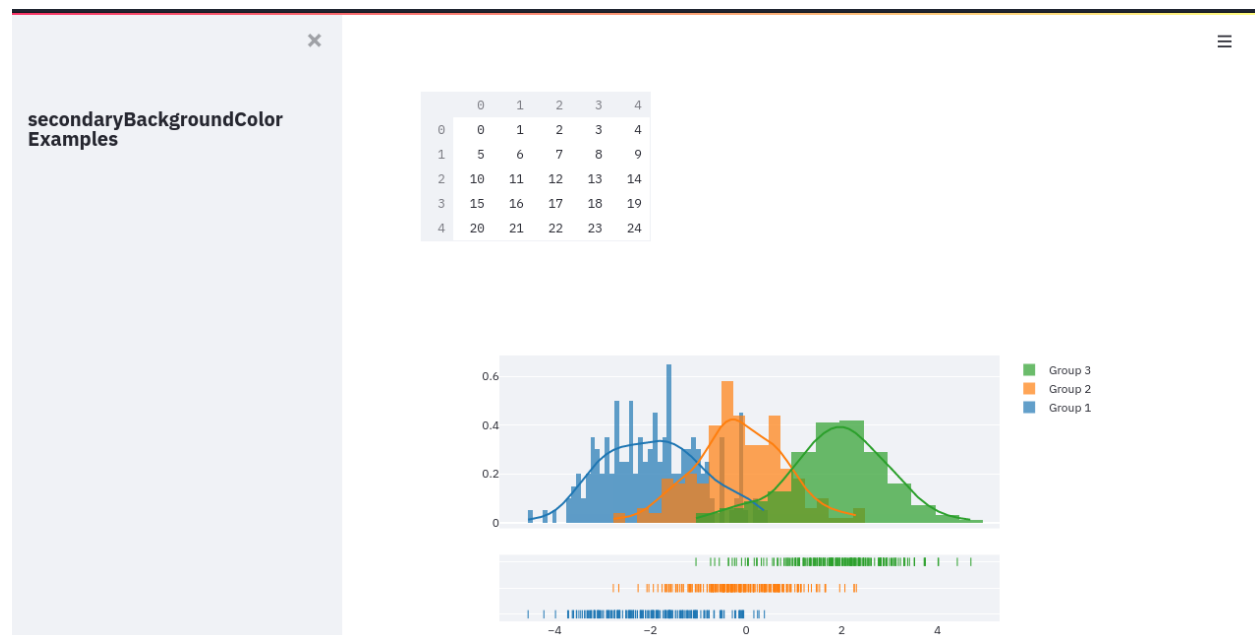 secondaryBackgroundColor
Examples
0 1 2 3 4
0 0 1 2 3 4
1 5 6 7 8 9
2 10 11 12 13 14
3 15 16 17 18 19
4 20 21 22 23 24
0.6
0.4
0.2
0
Group 3
Group 2
Group 1
−4 −2 0 2 4